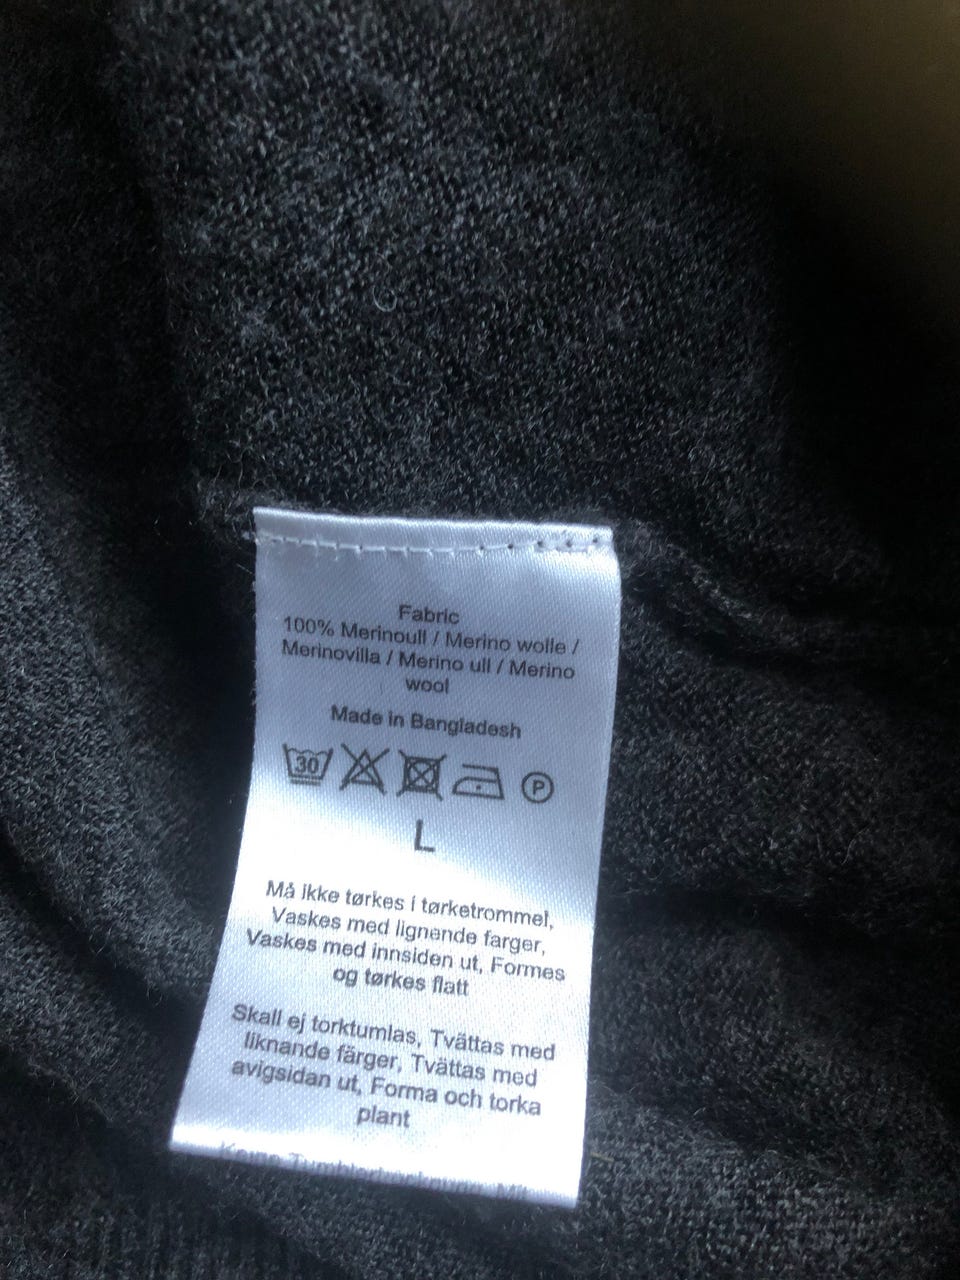 Fabric
100% Merinoull / Merino wolle /
Merinovilla / Merino ull / Merino
wool
Made in Bangladesh
30 P
L
Må ikke tørkes i tørketrommel,
Vaskes med lignende farger,
Vaskes med innsiden ut, Formes
og tørkes flatt
Skall ej torktumlas, Tvättas med
liknande färger, Tvättas med
avigsidan ut, Forma och torka
plant